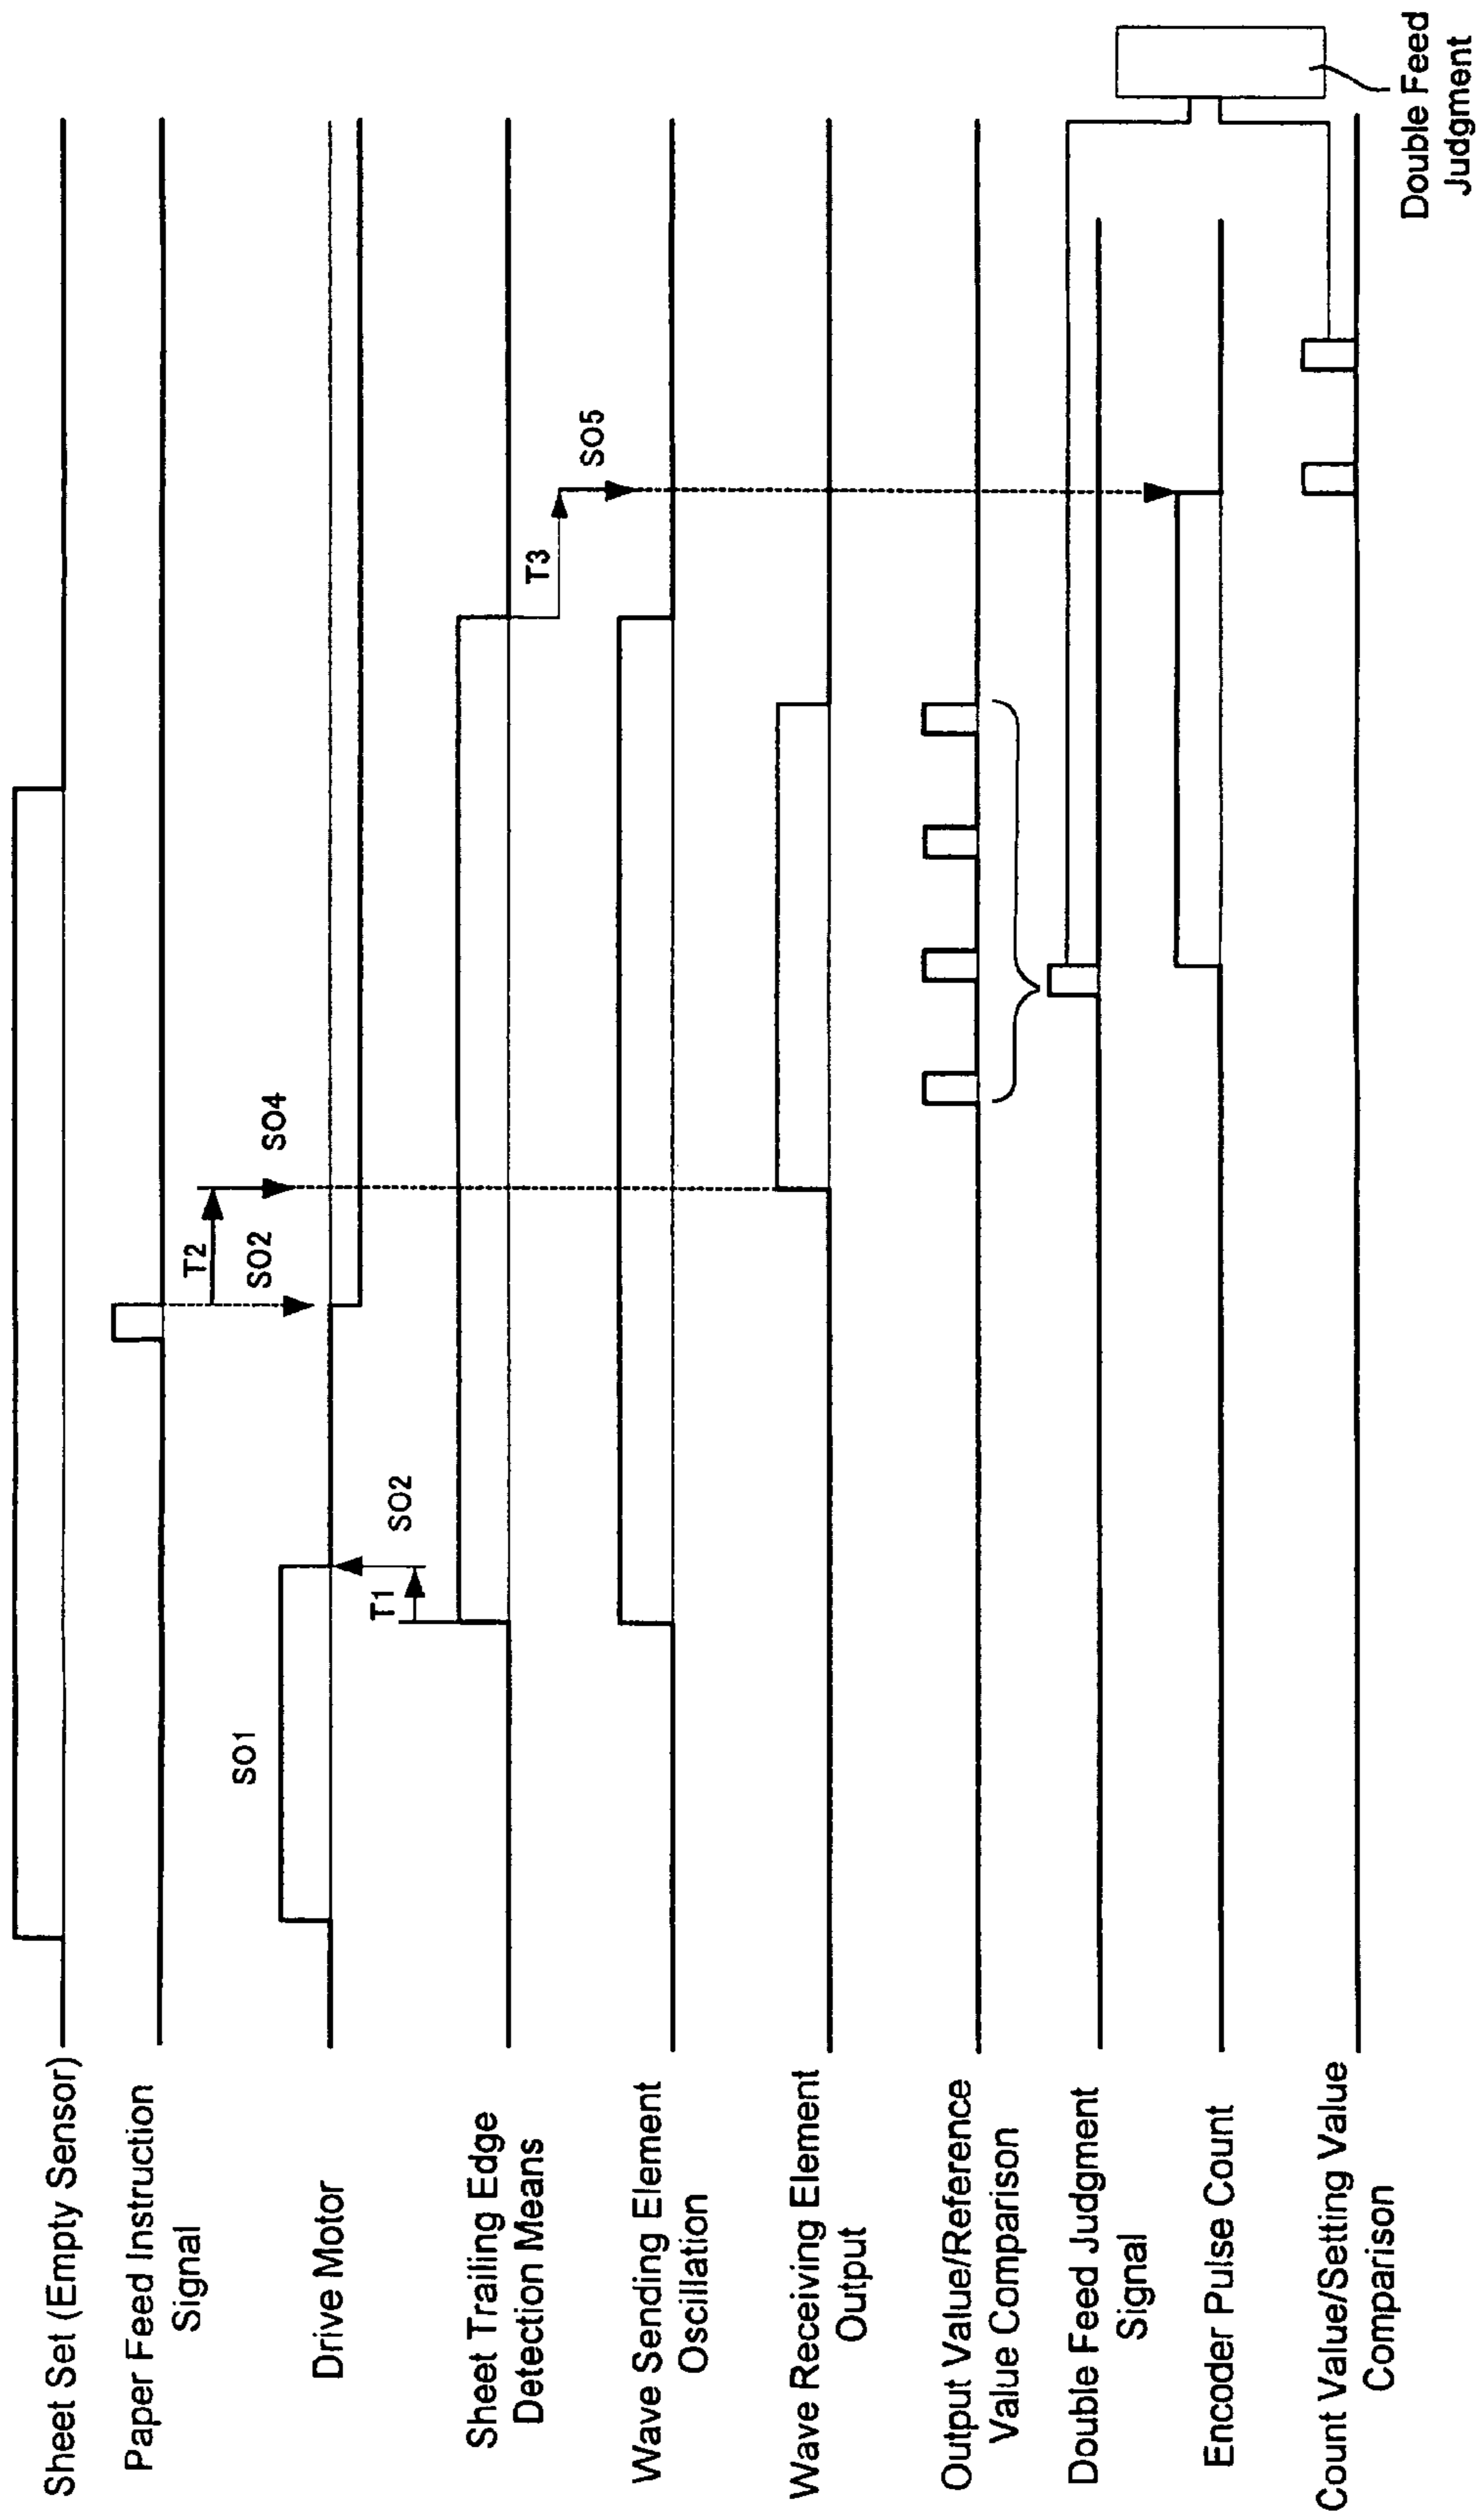 Sheet Set (Empty Sensor)
Paper Feed Instruction
Signal
T2
SO2
SO4
Drive Motor
SO1
T1
SO2
Sheet Trailing Edge
Detection Means
T3
SO5
Wave Sending Element
Oscillation
Wave Receiving Element
Output
Output Value/Reference
Value Comparison
Double Feed Judgment
Signal
Encoder Pulse Count
Count Value/Setting Value
Comparison
Double Feed
Judgment